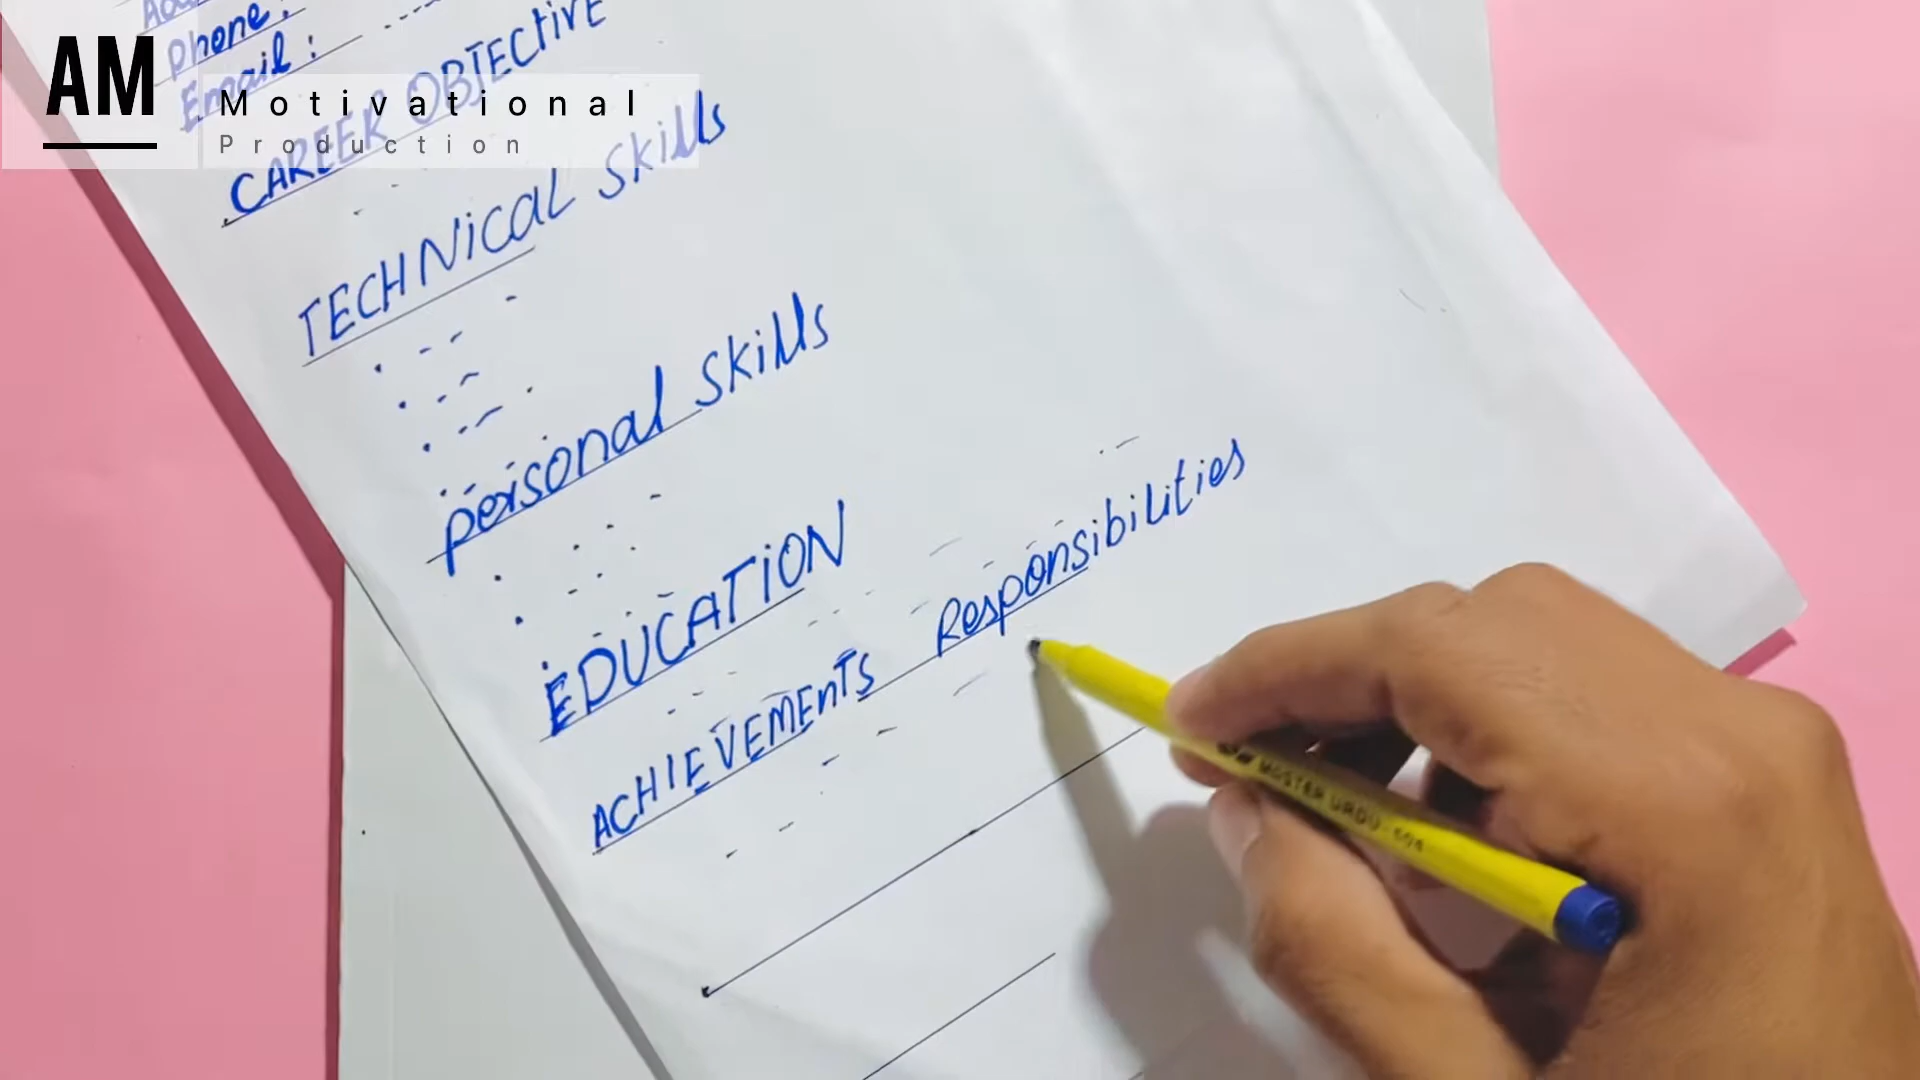 AM
Motivational
Production
Phone :
Email :
CAREER OBJECTIVE
TECHNICAL Skills
personal Skills
EDUCATION
ACHIEVEMENTS Responsibilities